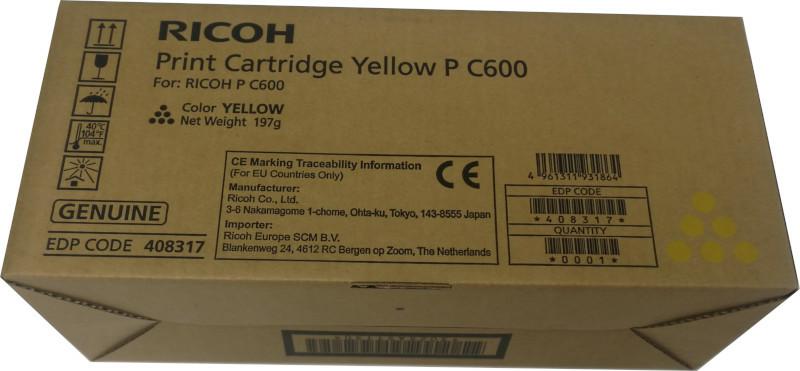 RICOH
Print Cartridge Yellow P C600
For: RICOH P C600
Color YELLOW
Net Weight 197g
40°C
104°F
max.
GENUINE
EDP CODE 408317
CE Marking Traceability Information
(For EU Countries Only)
Manufacturer:
Ricoh Co., Ltd.
3-6 Nakamagome 1-chome, Ohta-ku, Tokyo, 143-8555 Japan
Importer:
Ricoh Europe SCM B.V.
Blankenweg 24, 4612 RC Bergen op Zoom, The Netherlands
CE
4 961311 931864
EDP CODE
*408317*
QUANTITY
*0001*